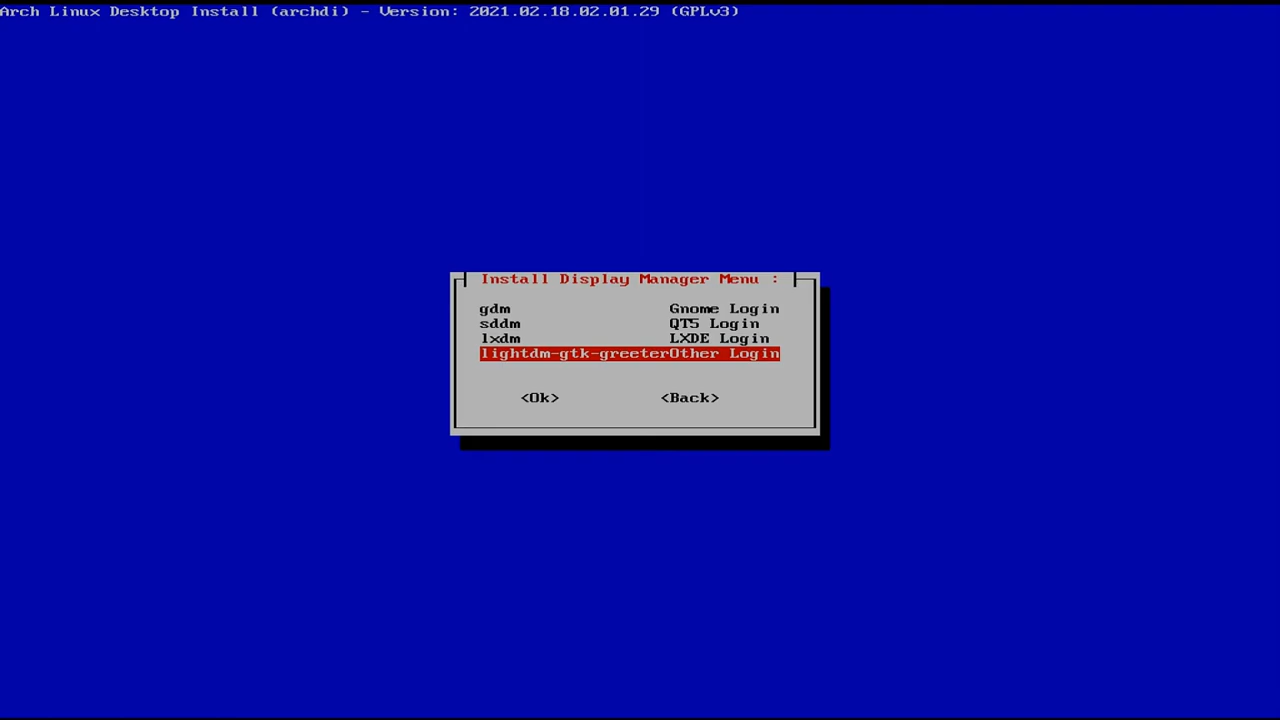 Arch Linux Desktop Install (archdi) - Version: 2021.02.18.02.01.29 (GPLv3)
Install Display Manager Menu :
gdm Gnome Login
sddm QT5 Login
lxdm LXDE Login
lightdm-gtk-greeterOther Login
<Ok> <Back>